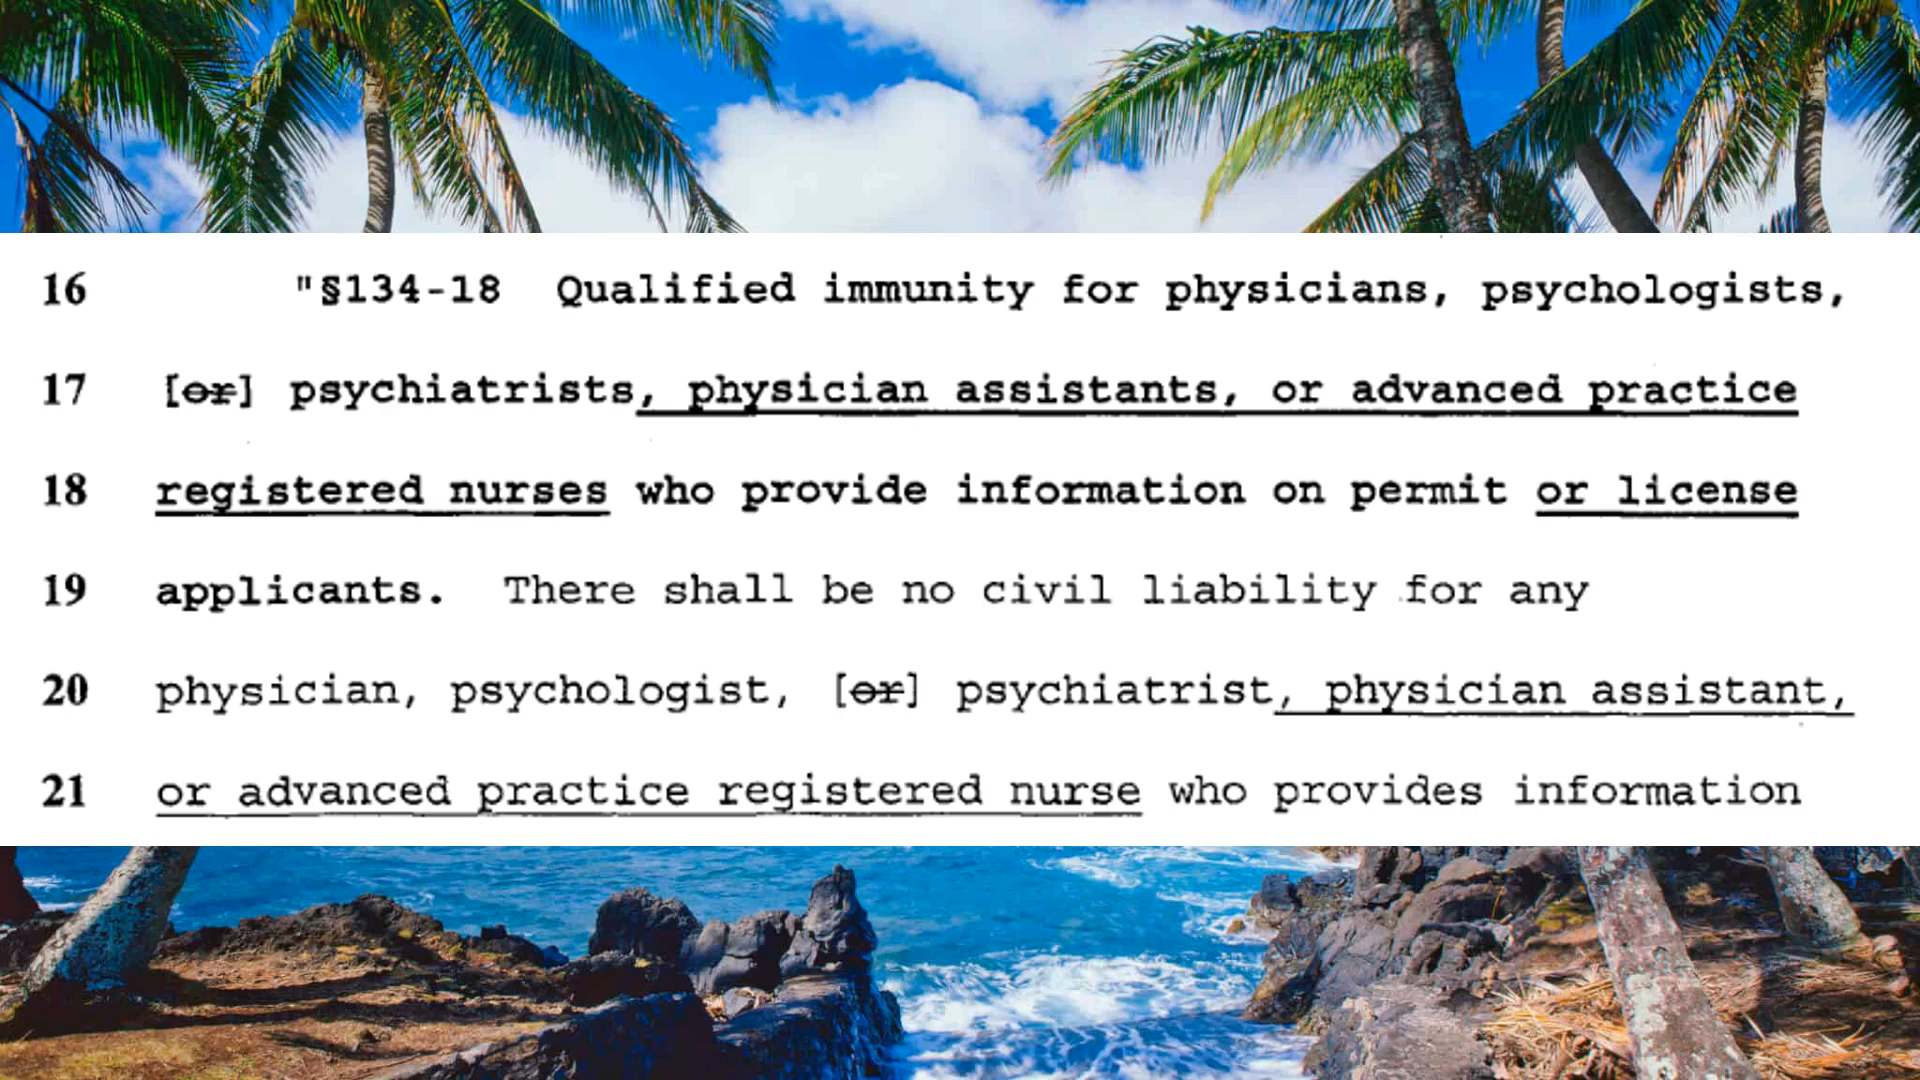 16 "§134-18 Qualified immunity for physicians, psychologists,
17 [or] psychiatrists, physician assistants, or advanced practice
18 registered nurses who provide information on permit or license
19 applicants. There shall be no civil liability for any
20 physician, psychologist, [or] psychiatrist, physician assistant,
21 or advanced practice registered nurse who provides information